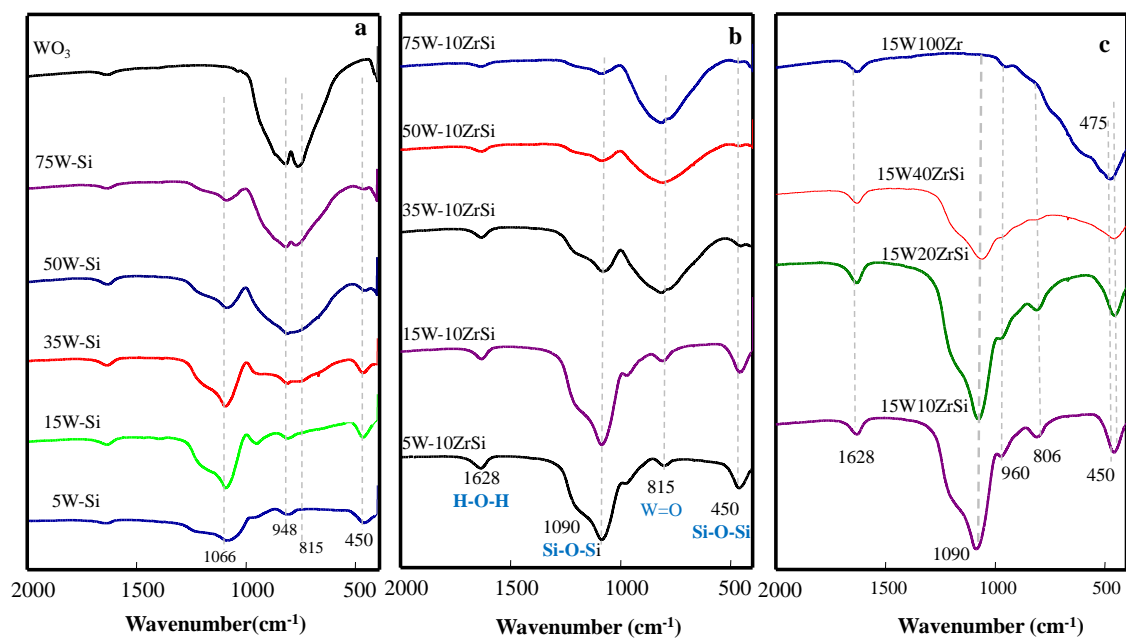 a
WO3
75W-Si
50W-Si
35W-Si
15W-Si
5W-Si
1066
948
815
450
2000
1500
1000
500
Wavenumber(cm-1)
b
75W-10ZrSi
50W-10ZrSi
35W-10ZrSi
15W-10ZrSi
5W-10ZrSi
1628
H-O-H
1090
Si-O-Si
815
W=O
450
Si-O-Si
2000
1500
1000
500
Wavenumber (cm-1)
c
15W100Zr
475
15W40ZrSi
15W20ZrSi
15W10ZrSi
1628
1090
960
806
450
2000
1500
1000
500
Wavenumber (cm-1)